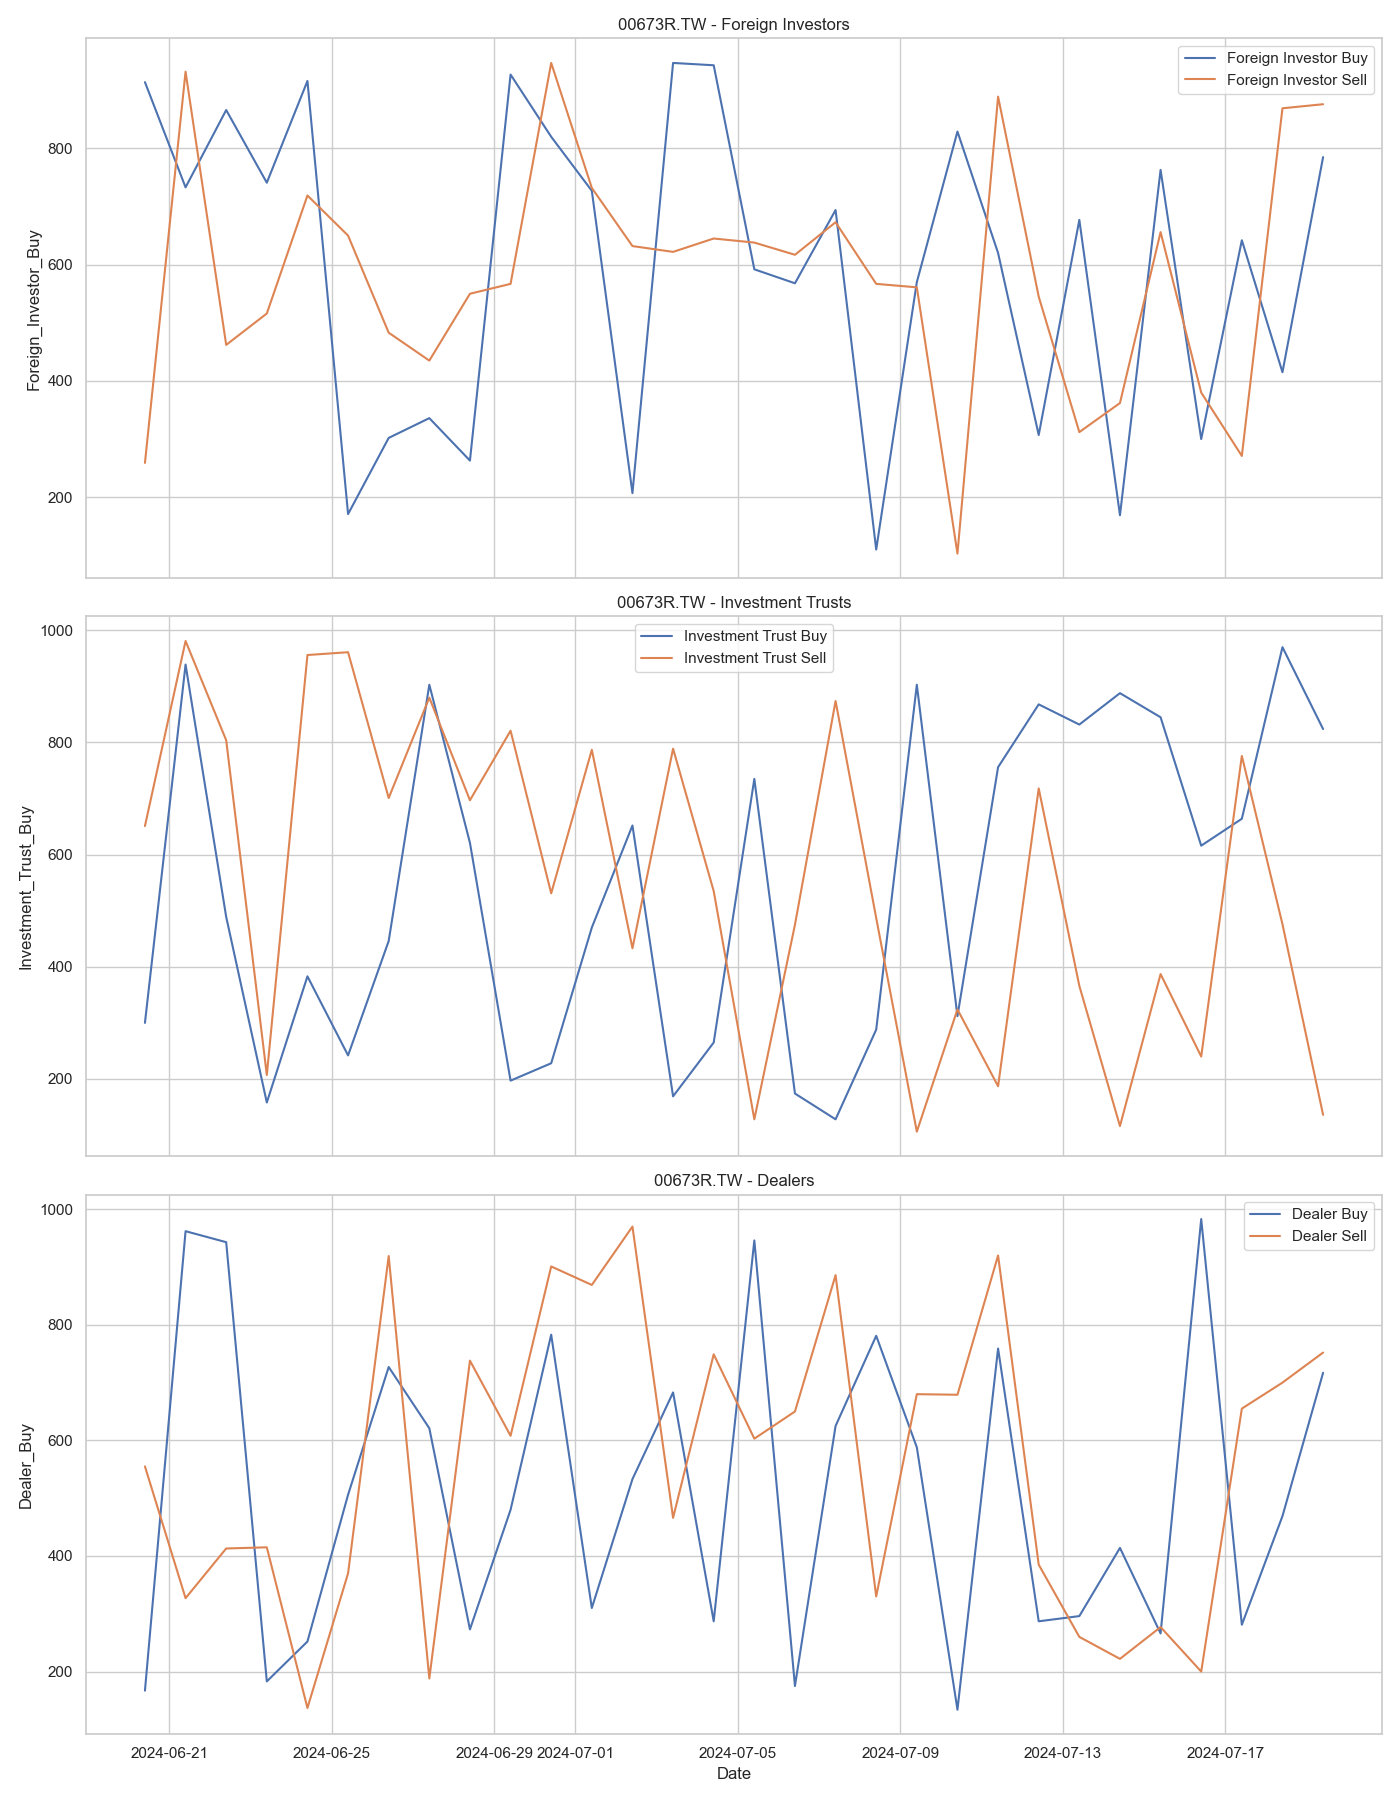 00673R.TW - Foreign Investors
Foreign Investor Buy
Foreign Investor Sell
Foreign_Investor_Buy
800
600
400
200
00673R.TW - Investment Trusts
Investment Trust Buy
Investment Trust Sell
Investment_Trust_Buy
1000
800
600
400
200
00673R.TW - Dealers
Dealer Buy
Dealer Sell
Dealer_Buy
1000
800
600
400
200
2024-06-21 2024-06-25 2024-06-29 2024-07-01 2024-07-05 2024-07-09 2024-07-13 2024-07-17
Date